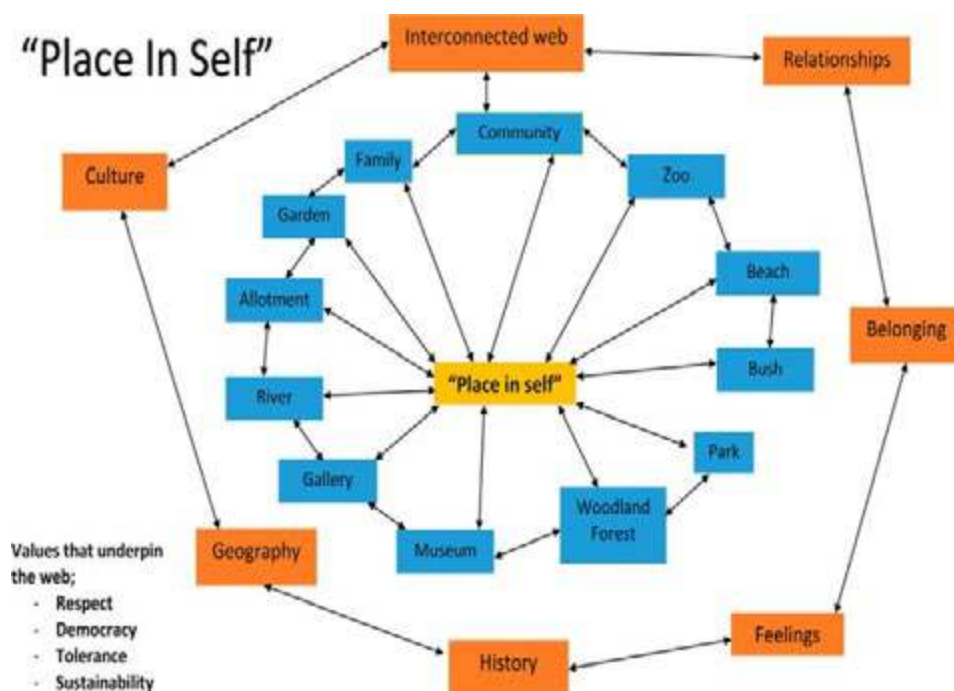 "Place In Self"
Interconnected web
Relationships
Community
Family
Zoo
Culture
Garden
Beach
Allotment
Belonging
Bush
"Place in self"
River
Park
Gallery
Woodland
Forest
Museum
Geography
Feelings
History
Values that underpin
the web;
- Respect
- Democracy
- Tolerance
- Sustainability